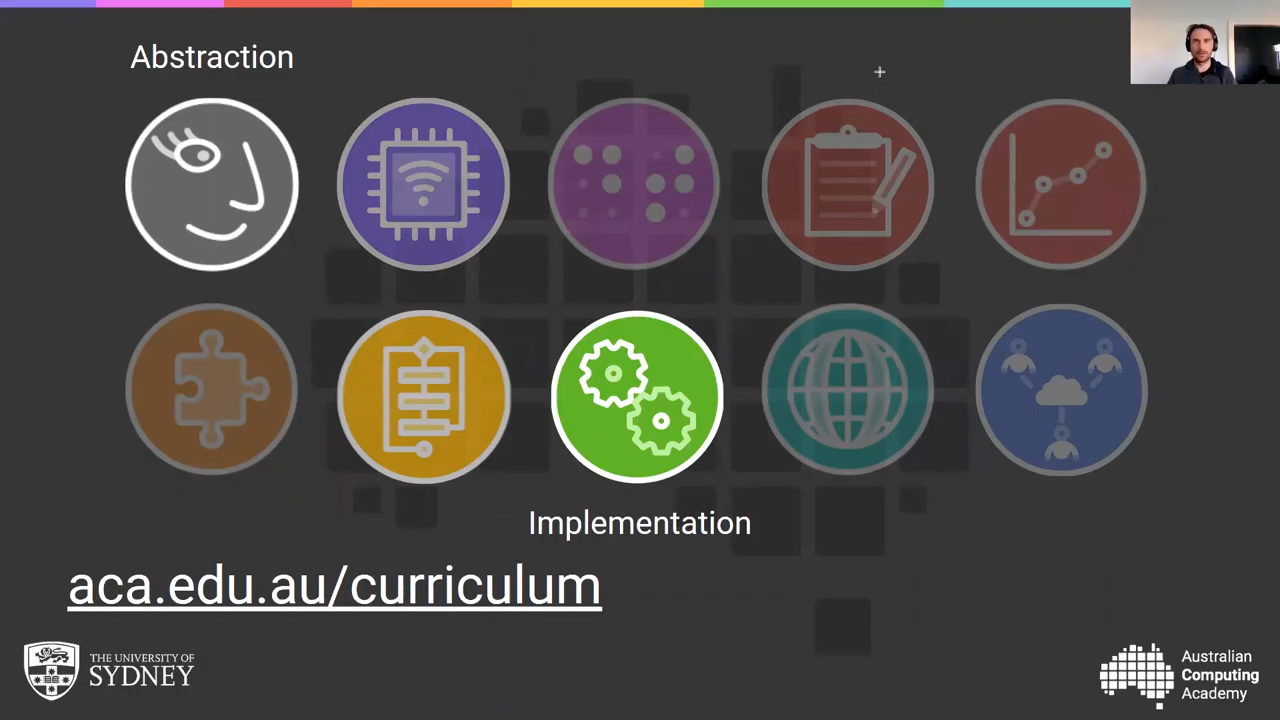 Abstraction
Implementation
aca.edu.au/curriculum
THE UNIVERSITY OF
SYDNEY
Australian
Computing
Academy